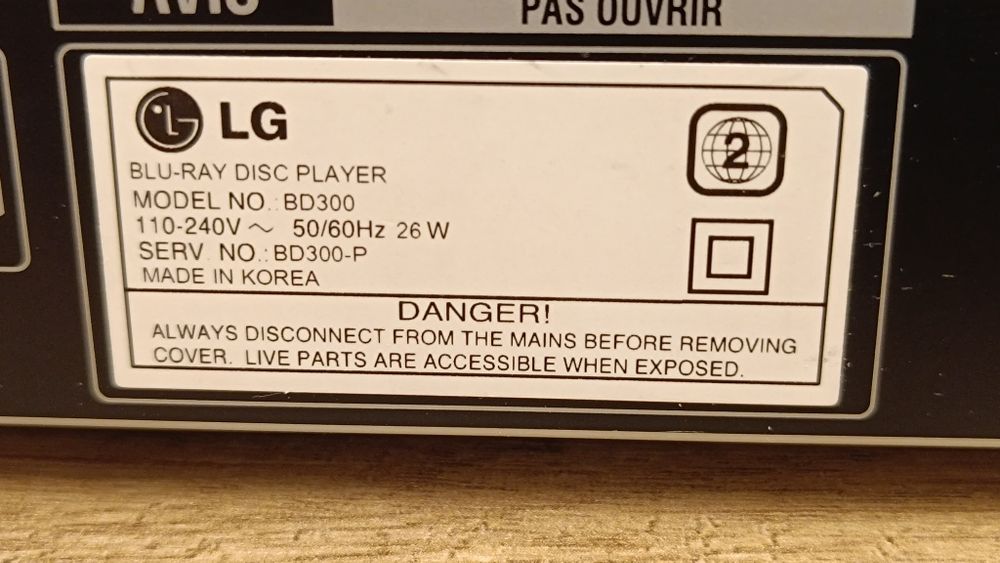 AVIS
PAS OUVRIR
LG
BLU-RAY DISC PLAYER
MODEL NO.: BD300
110-240V ～ 50/60Hz 26 W
SERV. NO.: BD300-P
MADE IN KOREA
2
DANGER!
ALWAYS DISCONNECT FROM THE MAINS BEFORE REMOVING
COVER. LIVE PARTS ARE ACCESSIBLE WHEN EXPOSED.